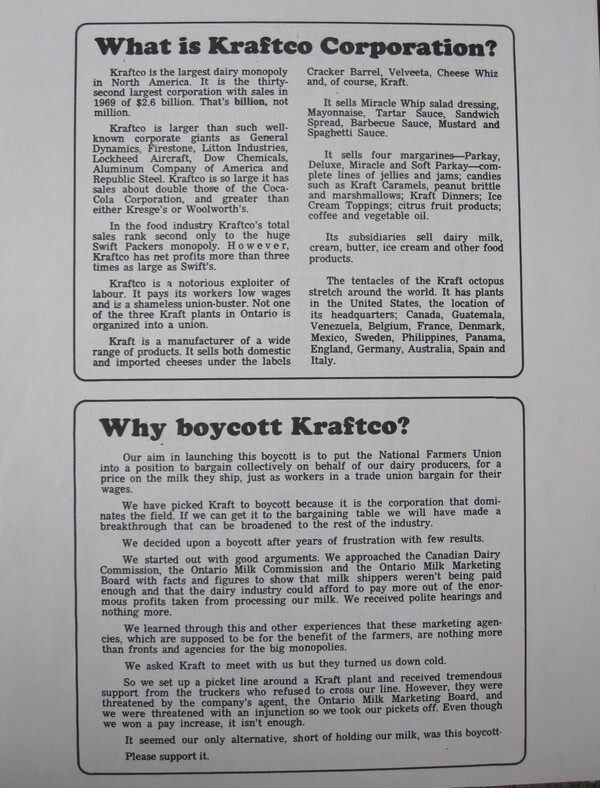 What is Kraftco Corporation?
Kraftco is the largest dairy monopoly
in North America. It is the thirty-
second largest corporation with sales in
1969 of $2.6 billion. That's billion, not
million.
Kraftco is larger than such well-
known corporate giants as General
Dynamics, Firestone, Litton Industries,
Lockheed Aircraft, Dow Chemicals,
Aluminum Company of America and
Republic Steel. Kraftco is so large it has
sales about double those of the Coca-
Cola Corporation, and greater than
either Kresge's or Woolworth's.
In the food industry Kraftco's total
sales rank second only to the huge
Swift Packers monopoly. However,
Kraftco has net profits more than three
times as large as Swift's.
Kraftco is a notorious exploiter of
labour. It pays its workers low wages
and is a shameless union-buster. Not one
of the three Kraft plants in Ontario is
organized into a union.
Kraft is a manufacturer of a wide
range of products. It sells both domestic
and imported cheeses under the labels
Cracker Barrel, Velveeta, Cheese Whiz
and, of course, Kraft.
It sells Miracle Whip salad dressing,
Mayonnaise, Tartar Sauce, Sandwich
Spread, Barbecue Sauce, Mustard and
Spaghetti Sauce.
It sells four margarines—Parkay,
Deluxe, Miracle and Soft Parkay—com-
plete lines of jellies and jams; candies
such as Kraft Caramels, peanut brittle
and marshmallows; Kraft Dinners; Ice
Cream Toppings; citrus fruit products;
coffee and vegetable oil.
Its subsidiaries sell dairy milk,
cream, butter, ice cream and other food
products.
The tentacles of the Kraft octopus
stretch around the world. It has plants
in the United States, the location of
its headquarters; Canada, Guatemala,
Venezuela, Belgium, France, Denmark,
Mexico, Sweden, Philippines, Panama,
England, Germany, Australia, Spain and
Italy.
Why boycott Kraftco?
Our aim in launching this boycott is to put the National Farmers Union
into a position to bargain collectively on behalf of our dairy producers, for a
price on the milk they ship, just as workers in a trade union bargain for their
wages.
We have picked Kraft to boycott because it is the corporation that domi-
nates the field. If we can get it to the bargaining table we will have made a
breakthrough that can be broadened to the rest of the industry.
We decided upon a boycott after years of frustration with few results.
We started out with good arguments. We approached the Canadian Dairy
Commission, the Ontario Milk Commission and the Ontario Milk Marketing
Board with facts and figures to show that milk shippers weren't being paid
enough and that the dairy industry could afford to pay more out of the enor-
mous profits taken from processing our milk. We received polite hearings and
nothing more.
We learned through this and other experiences that these marketing agen-
cies, which are supposed to be for the benefit of the farmers, are nothing more
than fronts and agencies for the big monopolies.
We asked Kraft to meet with us but they turned us down cold.
So we set up a picket line around a Kraft plant and received tremendous
support from the truckers who refused to cross our line. However, they were
threatened by the company's agent, the Ontario Milk Marketing Board, and
we were threatened with an injunction so we took our pickets off. Even though
we won a pay increase, it isn't enough.
It seemed our only alternative, short of holding our milk, was this boycott.
Please support it.